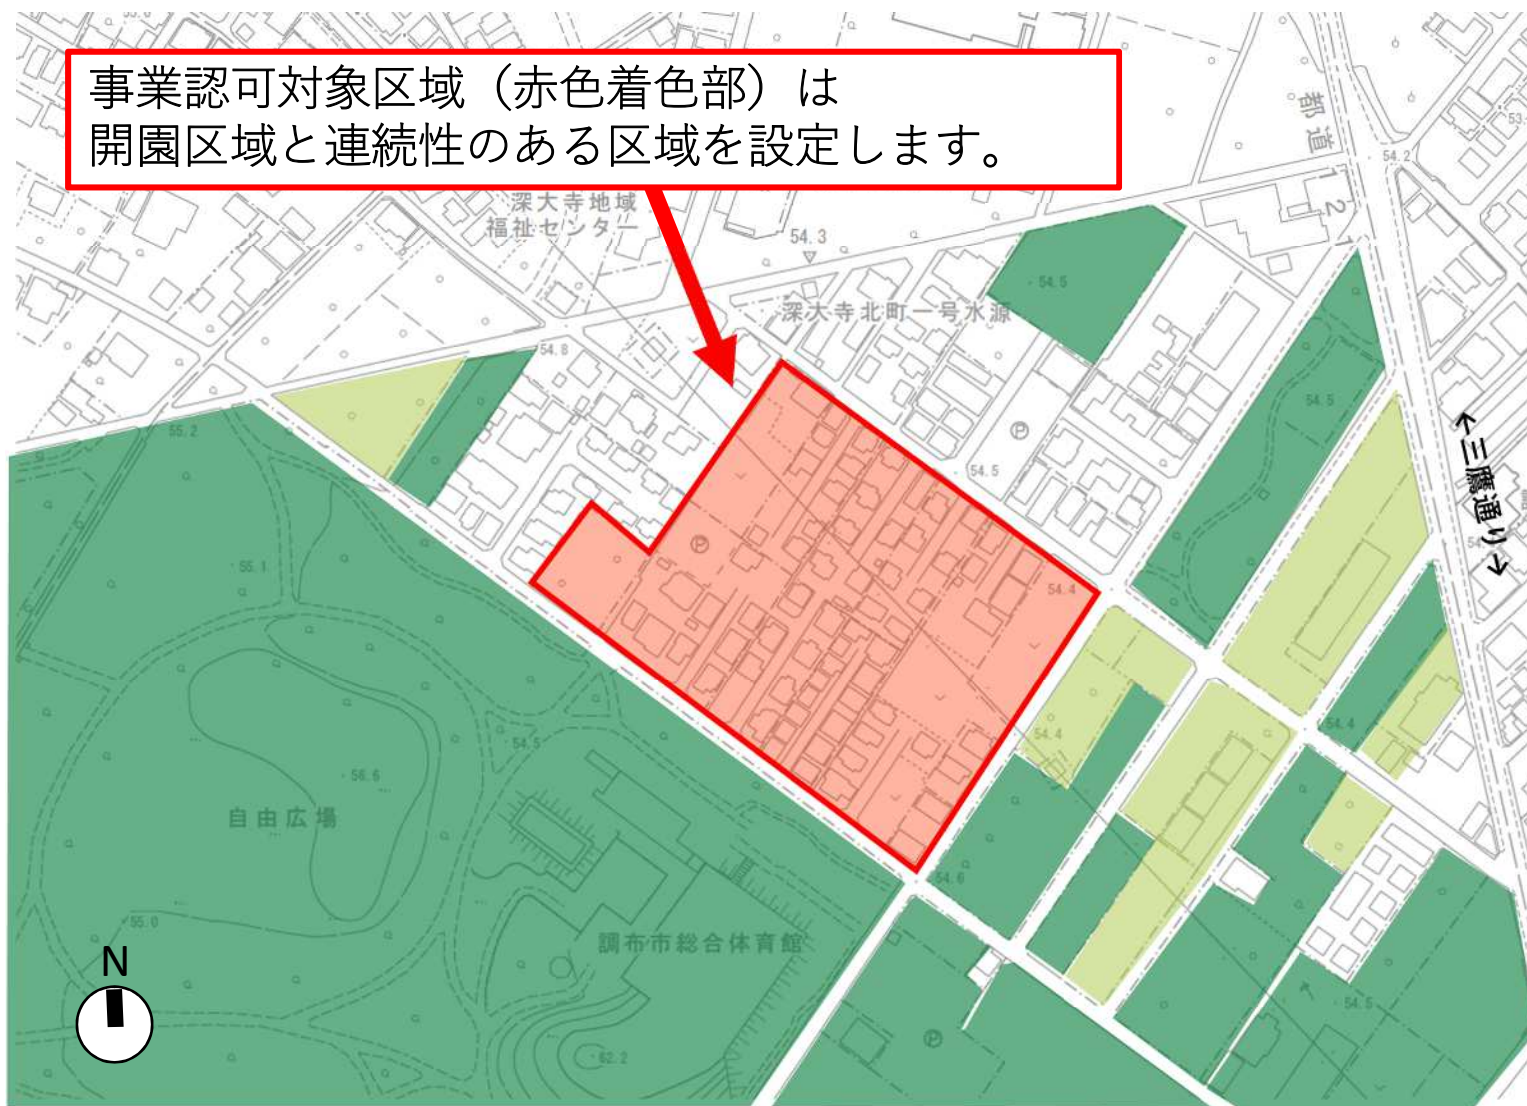 事業認可対象区域（赤色着色部）は
開園区域と連続性のある区域を設定します。
都道
121
54.2
深大寺地域
福祉センター
54.3
54.5
深大寺北町一号水源
54.8
54.5
55.2
←三鷹通り→
54.5
P
P
55.1
54.4
54.4
54.4
54.5
56.6
自由広場
54.6
55.0
調布市総合体育館
N
54.5
P
62.2